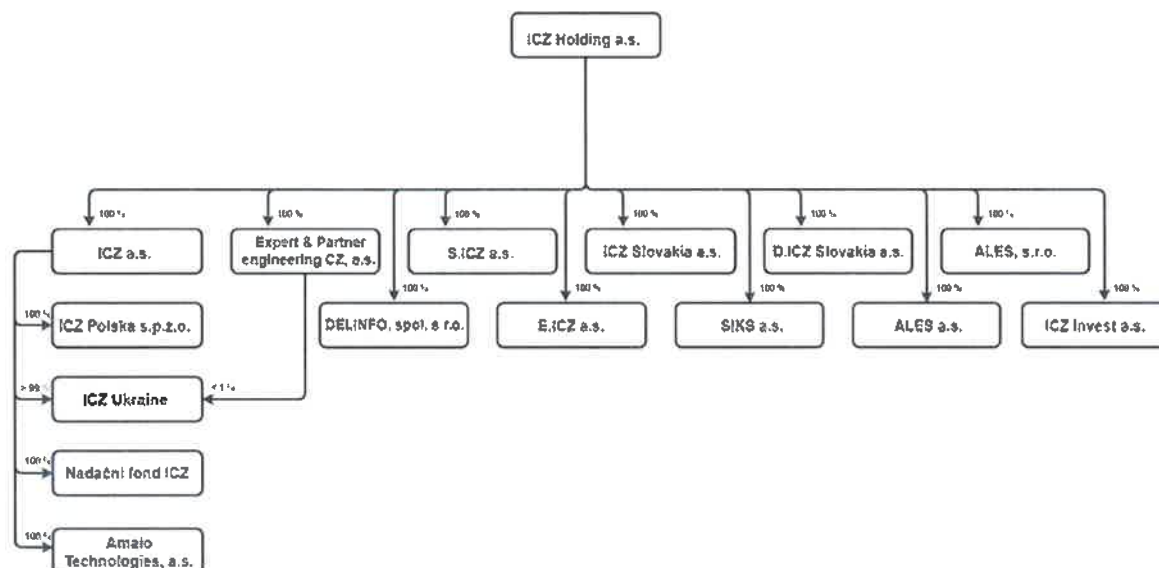 ICZ Holding a.s.
100 %
100 %
100 %
100 %
100 %
100 %
ICZ a.s.
Expert & Partner
engineering CZ, a.s.
S.ICZ a.s.
ICZ Slovakia a.s.
D.ICZ Slovakia a.s.
ALES, s.r.o.
100 %
100 %
100 %
100 %
100 %
100 %
ICZ Polska s.p.z.o.
DELINFO, spol. s r.o.
E.ICZ a.s.
SIKS a.s.
ALES a.s.
ICZ Invest a.s.
> 99 %
< 1 %
ICZ Ukraine
100 %
Nadační fond ICZ
100 %
Amaio
Technologies, a.s.